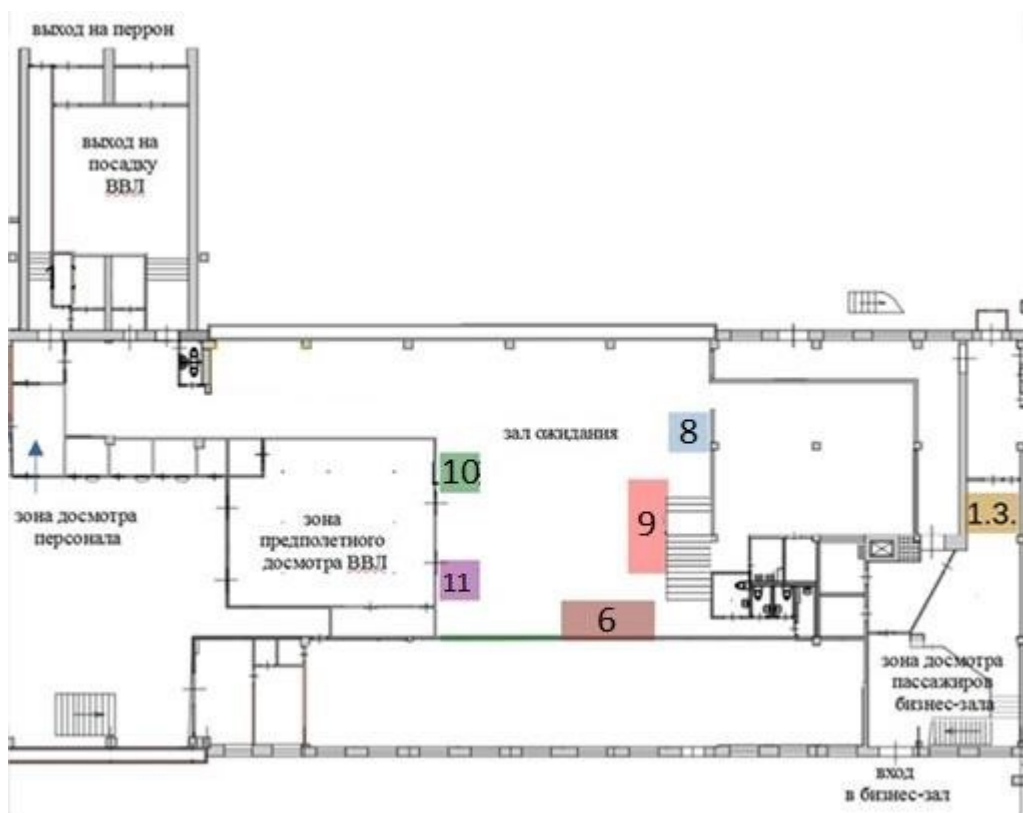 выход на перрон
выход на
посадку
ВВЛ
зал ожидания
8
10
9
1.3.
зона досмотра
персонала
зона
предполетного
досмотра ВВЛ
11
6
зона досмотра
пассажиров
бизнес-зала
вход
в бизнес-зал